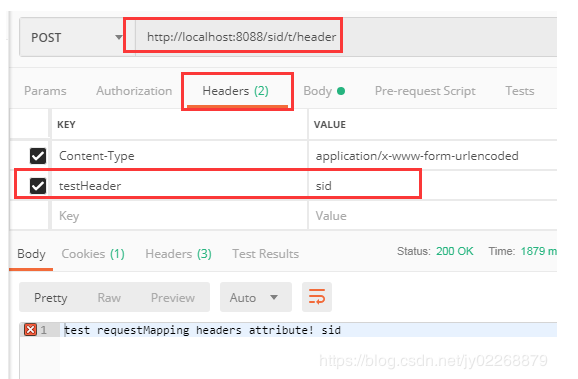 POST http://localhost:8088/sid/t/header
Params Authorization Headers (2) Body Pre-request Script Tests
KEY VALUE
Content-Type application/x-www-form-urlencoded
testHeader sid
Key Value
Body Cookies (1) Headers (3) Test Results Status: 200 OK Time: 1879 m
Pretty Raw Preview Auto
1 test requestMapping headers attribute! sid
https://blog.csdn.net/jy02268879